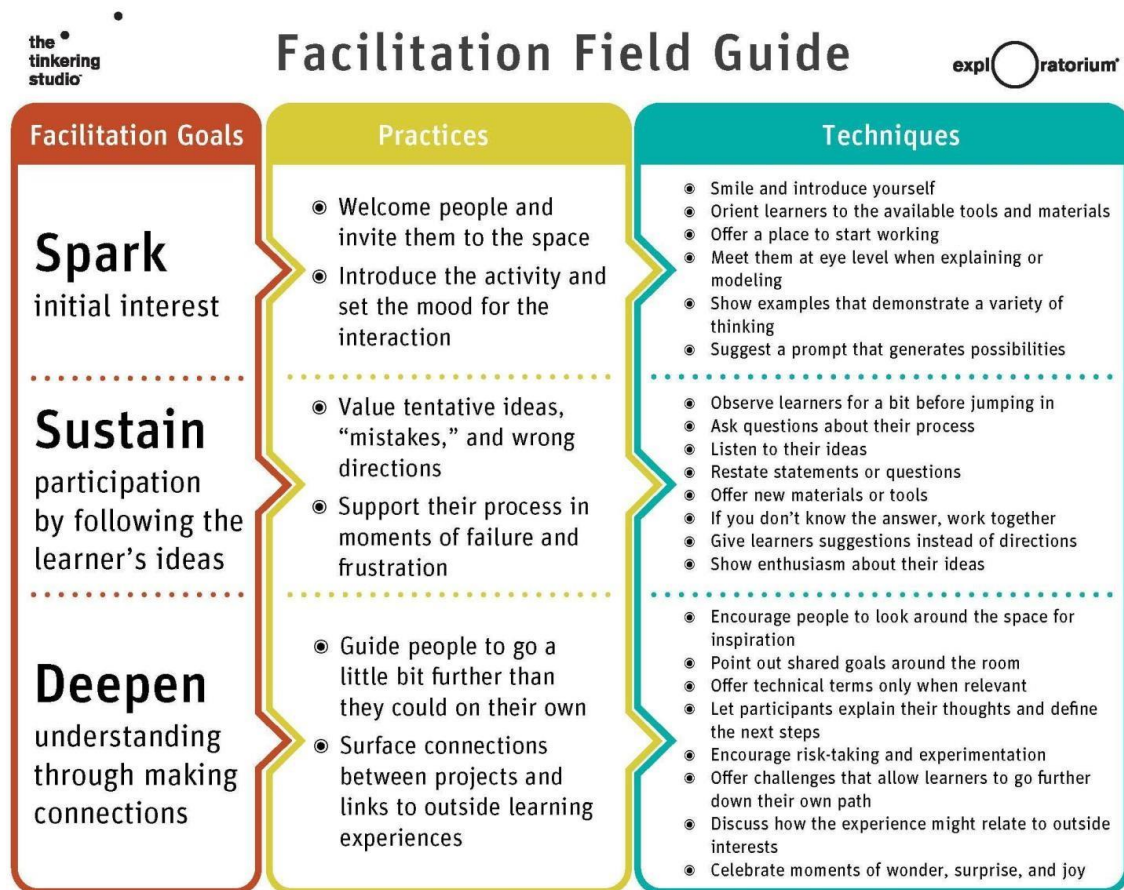 the
tinkering
studio
Facilitation Field Guide
expl ratorium®
Facilitation Goals
Practices
Techniques
Spark
initial interest
◉ Welcome people and
invite them to the space
◉ Introduce the activity and
set the mood for the
interaction
◉ Smile and introduce yourself
◉ Orient learners to the available tools and materials
◉ Offer a place to start working
◉ Meet them at eye level when explaining or
modeling
◉ Show examples that demonstrate a variety of
thinking
◉ Suggest a prompt that generates possibilities
Sustain
participation
by following the
learner’s ideas
◉ Value tentative ideas,
“mistakes,” and wrong
directions
◉ Support their process in
moments of failure and
frustration
◉ Observe learners for a bit before jumping in
◉ Ask questions about their process
◉ Listen to their ideas
◉ Restate statements or questions
◉ Offer new materials or tools
◉ If you don’t know the answer, work together
◉ Give learners suggestions instead of directions
◉ Show enthusiasm about their ideas
Deepen
understanding
through making
connections
◉ Guide people to go a
little bit further than
they could on their own
◉ Surface connections
between projects and
links to outside learning
experiences
◉ Encourage people to look around the space for
inspiration
◉ Point out shared goals around the room
◉ Offer technical terms only when relevant
◉ Let participants explain their thoughts and define
the next steps
◉ Encourage risk-taking and experimentation
◉ Offer challenges that allow learners to go further
down their own path
◉ Discuss how the experience might relate to outside
interests
◉ Celebrate moments of wonder, surprise, and joy